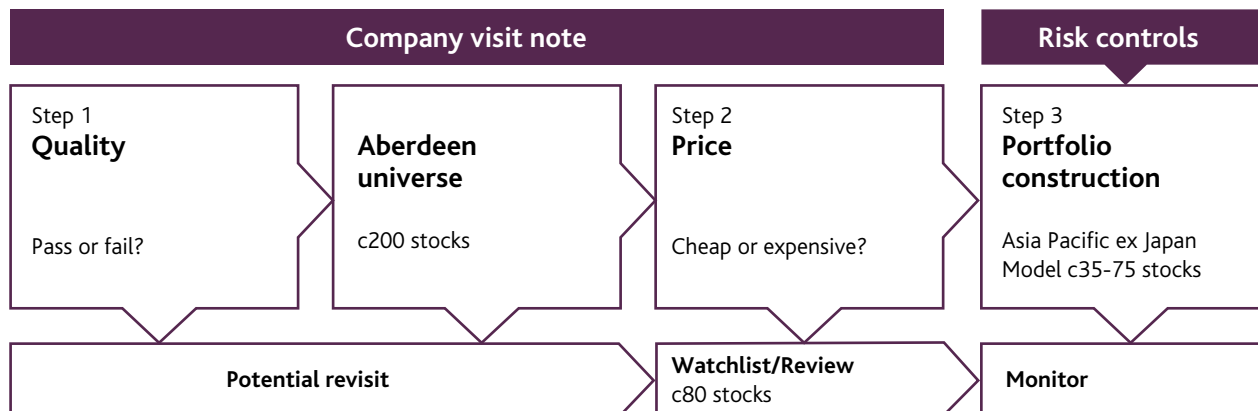 Company visit note
Risk controls
Step 1
Quality
Pass or fail?
Aberdeen
universe
c200 stocks
Step 2
Price
Cheap or expensive?
Step 3
Portfolio
construction
Asia Pacific ex Japan
Model c35-75 stocks
Potential revisit
Watchlist/Review
c80 stocks
Monitor